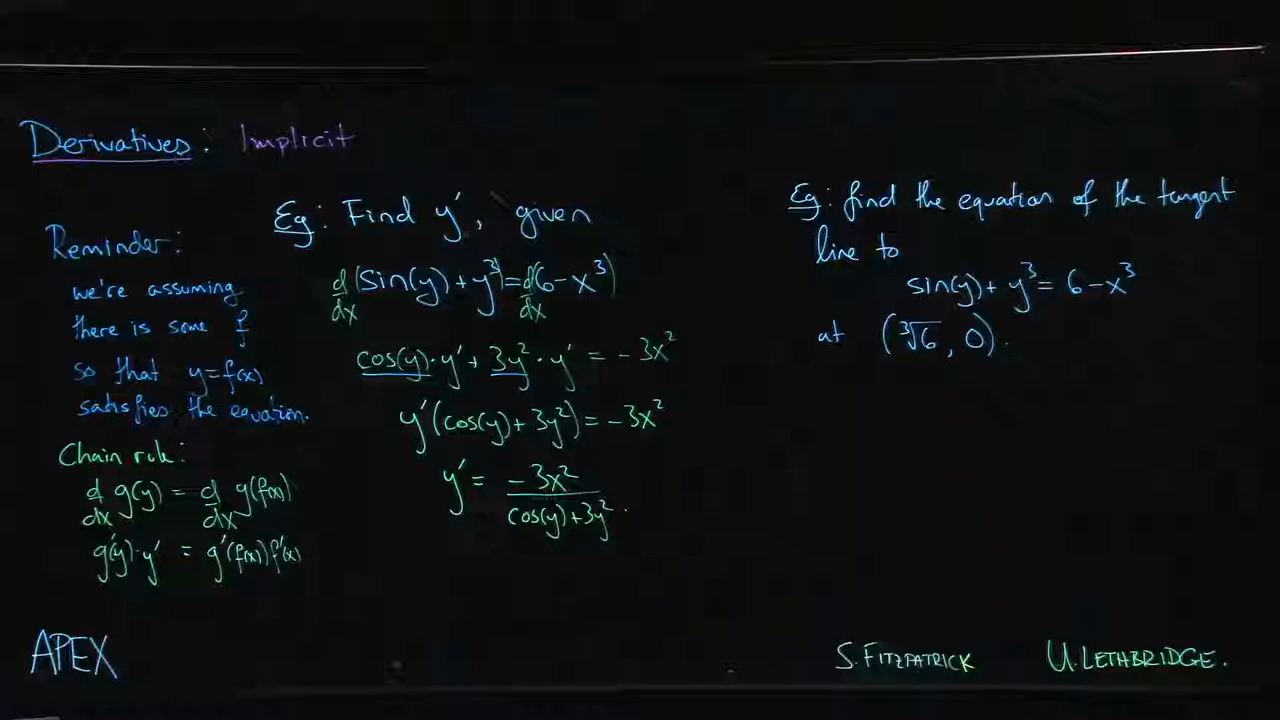 Derivatives: Implicit
Reminder:
we're assuming
there is some f
so that y=f(x)
satisfies the equation.
Chain rule:
d/dx g(y) = d/dx g(f(x))
g'(y)·y' = g'(f(x))f'(x)
Eg: Find y', given
d/dx(sin(y)+y³)=d/dx(6-x³)
cos(y)·y'+3y²·y' = -3x²
y'(cos(y)+3y²)=-3x²
y' = -3x²/(cos(y)+3y²).
Eg: find the equation of the tangent
line to
sin(y)+y³=6-x³
at (∛6, 0).
APEX
S.FITZPATRICK U.LETHBRIDGE.